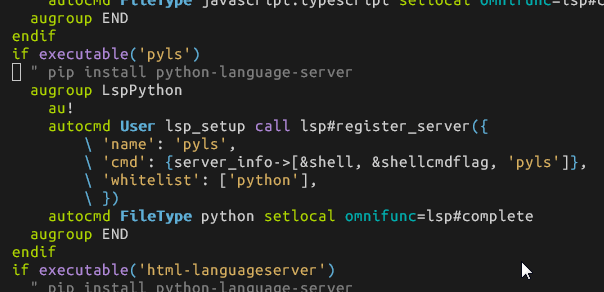 autocmd FileType javascript.typescript setlocal omnifunc=lsp#c
augroup END
endif
if executable('pyls')
" pip install python-language-server
augroup LspPython
au!
autocmd User lsp_setup call lsp#register_server({
\ 'name': 'pyls',
\ 'cmd': {server_info->[&shell, &shellcmdflag, 'pyls']},
\ 'whitelist': ['python'],
\ })
autocmd FileType python setlocal omnifunc=lsp#complete
augroup END
endif
if executable('html-languageserver')
" pip install python-language-server